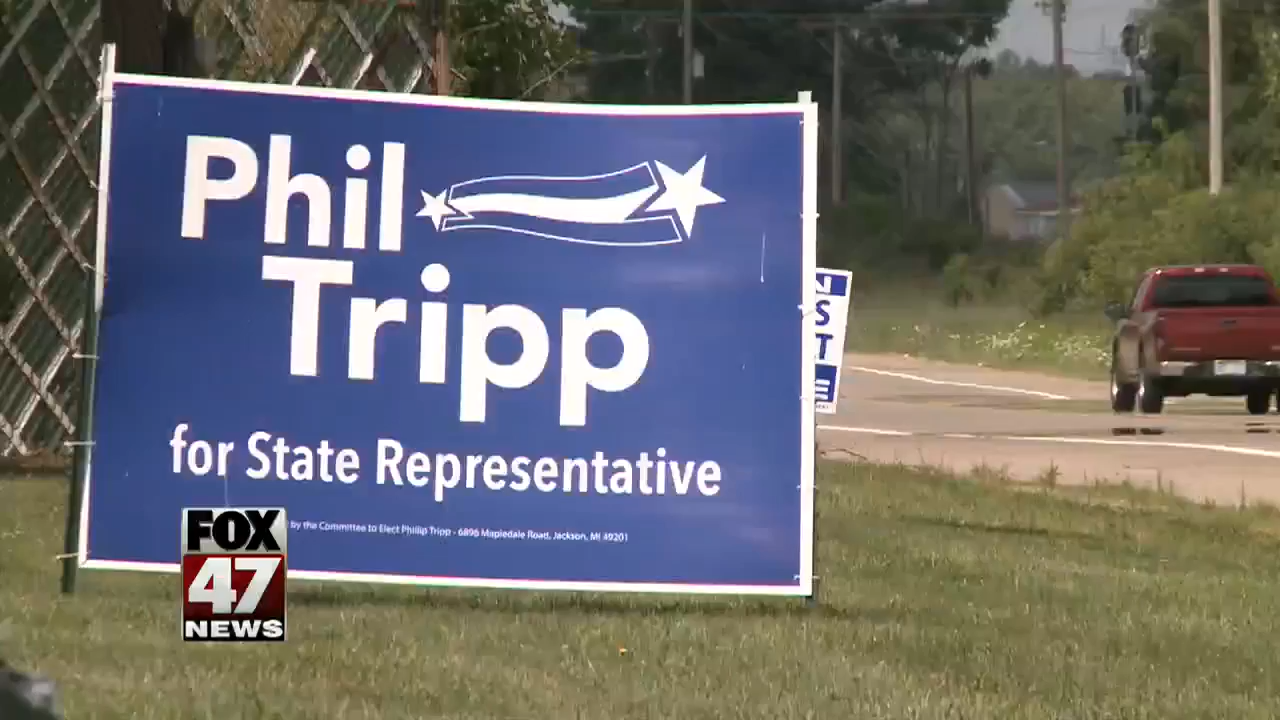 Phil
Tripp
for State Representative
by the Committee to Elect Phillip Tripp - 6896 Mapledale Road, Jackson, MI 49201
FOX
47
NEWS
N
S
T
E